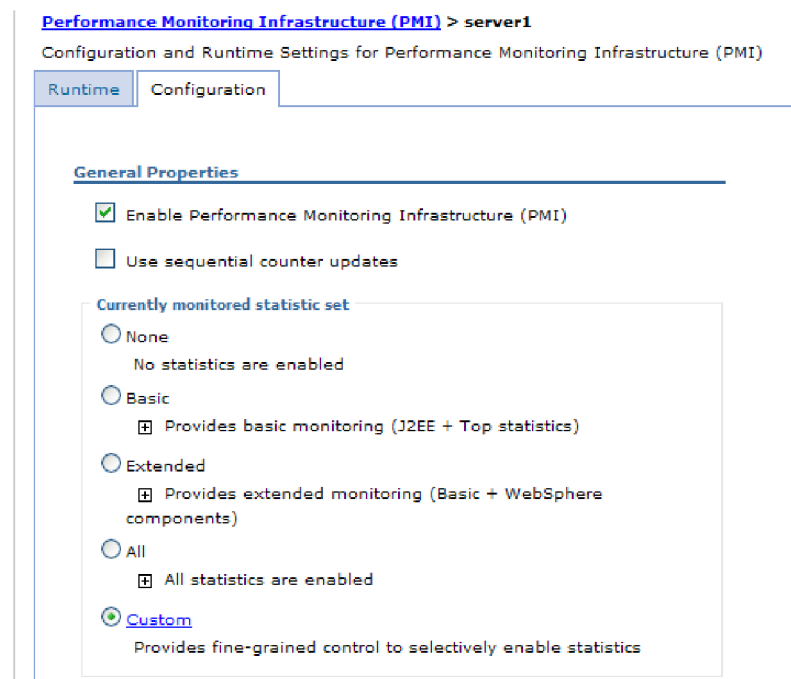 Performance Monitoring Infrastructure (PMI) > server1
Configuration and Runtime Settings for Performance Monitoring Infrastructure (PMI)
Runtime Configuration
General Properties
Enable Performance Monitoring Infrastructure (PMI)
Use sequential counter updates
Currently monitored statistic set
None
No statistics are enabled
Basic
Provides basic monitoring (J2EE + Top statistics)
Extended
Provides extended monitoring (Basic + WebSphere
components)
All
All statistics are enabled
Custom
Provides fine-grained control to selectively enable statistics